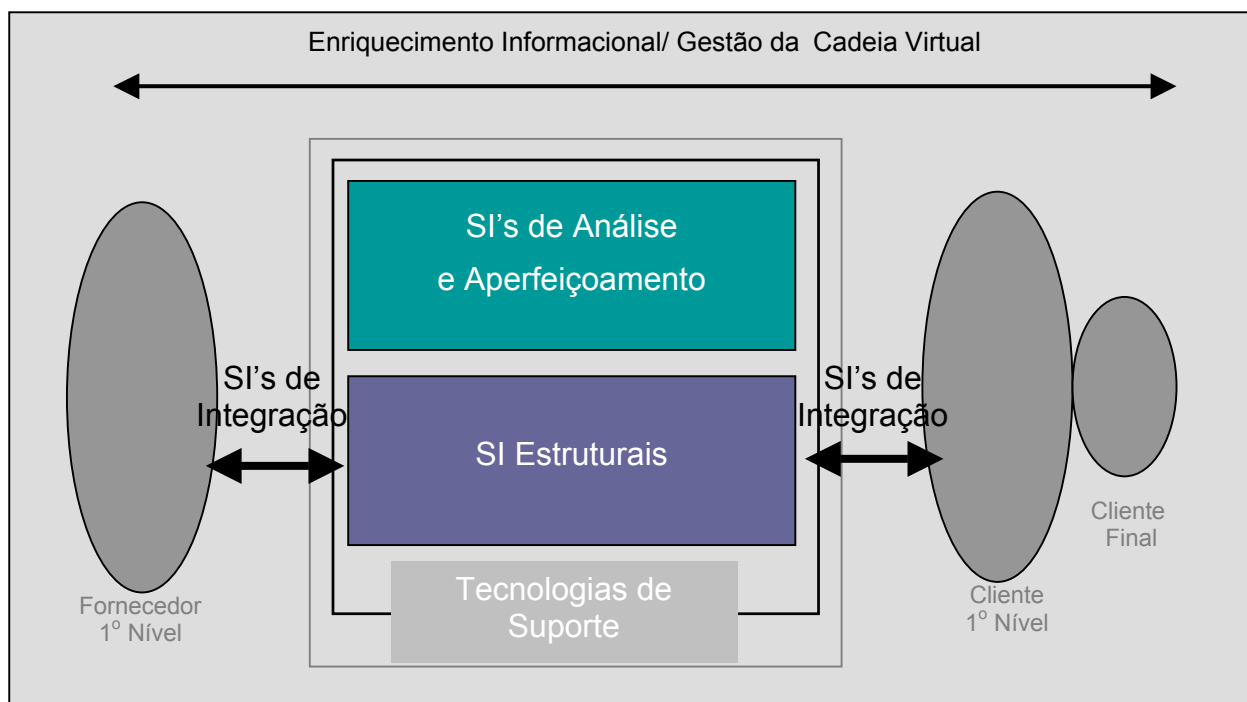 Enriquecimento Informacional/ Gestão da  Cadeia Virtual
SI's de Análise
e Aperfeiçoamento
SI's de
Integração
SI Estruturais
SI's de
Integração
Tecnologias de
Suporte
Fornecedor
1º Nível
Cliente
1º Nível
Cliente
Final